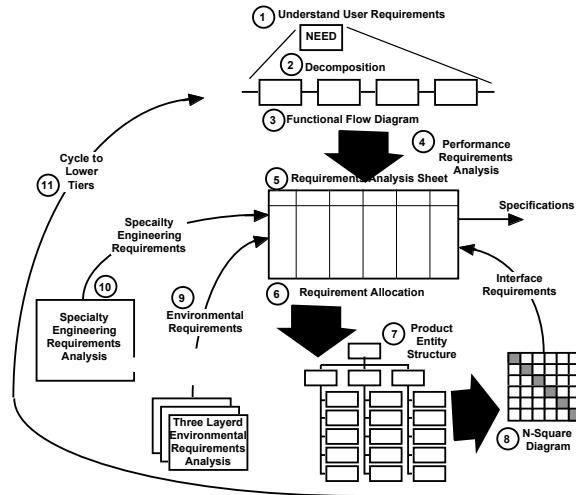 1 Understand User Requirements
NEED
2 Decomposition
3 Functional Flow Diagram
4 Performance
Requirements
Analysis
5 Requirements Analysis Sheet
Specifications
11 Cycle to
Lower
Tiers
Specailty
Engineering
Requirements
10
Specialty
Engineering
Requirements
Analysis
9 Environmental
Requirements
Three Layerd
Environmental
Requirements
Analysis
6 Requirement Allocation
7 Product
Entity
Structure
Interface
Requirements
8 N-Square
Diagram